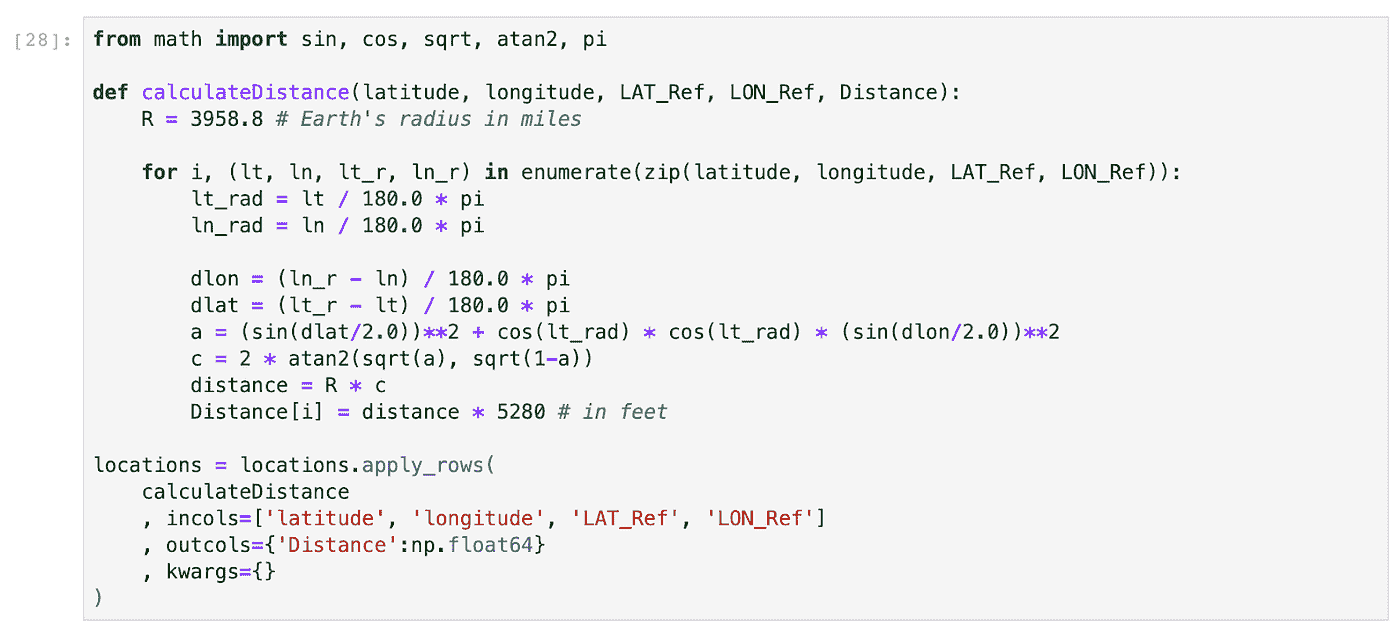 [28]: from math import sin, cos, sqrt, atan2, pi
def calculateDistance(latitude, longitude, LAT_Ref, LON_Ref, Distance):
    R = 3958.8 # Earth's radius in miles
    for i, (lt, ln, lt_r, ln_r) in enumerate(zip(latitude, longitude, LAT_Ref, LON_Ref)):
        lt_rad = lt / 180.0 * pi
        ln_rad = ln / 180.0 * pi
        dlon = (ln_r - ln) / 180.0 * pi
        dlat = (lt_r - lt) / 180.0 * pi
        a = (sin(dlat/2.0))**2 + cos(lt_rad) * cos(lt_rad) * (sin(dlon/2.0))**2
        c = 2 * atan2(sqrt(a), sqrt(1-a))
        distance = R * c
        Distance[i] = distance * 5280 # in feet
locations = locations.apply_rows(
    calculateDistance
    , incols=['latitude', 'longitude', 'LAT_Ref', 'LON_Ref']
    , outcols={'Distance':np.float64}
    , kwargs={}
)